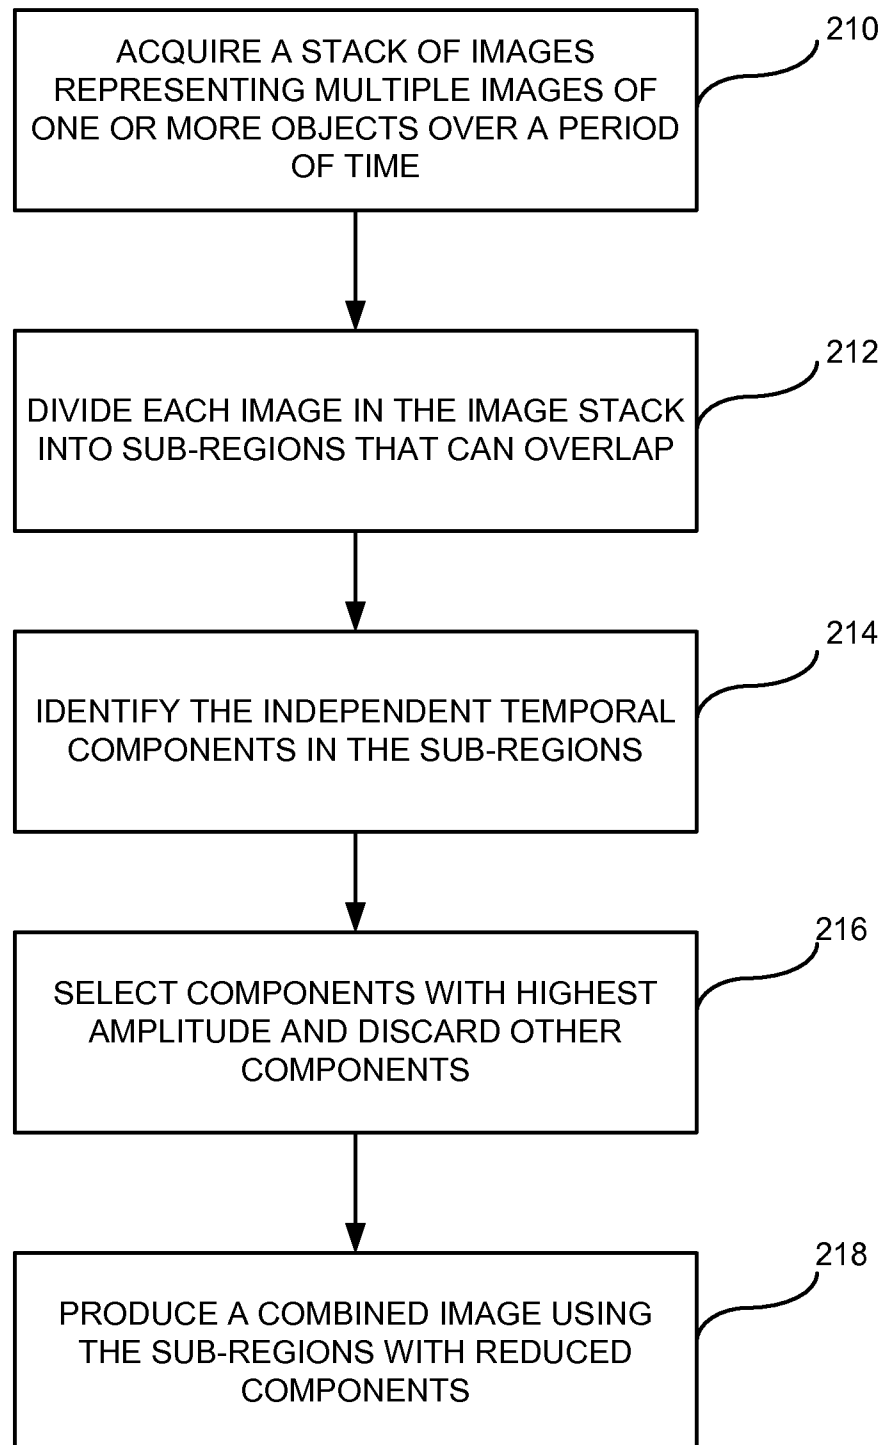 ACQUIRE A STACK OF IMAGES
REPRESENTING MULTIPLE IMAGES OF
ONE OR MORE OBJECTS OVER A PERIOD
OF TIME
210
DIVIDE EACH IMAGE IN THE IMAGE STACK
INTO SUB-REGIONS THAT CAN OVERLAP
212
IDENTIFY THE INDEPENDENT TEMPORAL
COMPONENTS IN THE SUB-REGIONS
214
SELECT COMPONENTS WITH HIGHEST
AMPLITUDE AND DISCARD OTHER
COMPONENTS
216
PRODUCE A COMBINED IMAGE USING
THE SUB-REGIONS WITH REDUCED
COMPONENTS
218